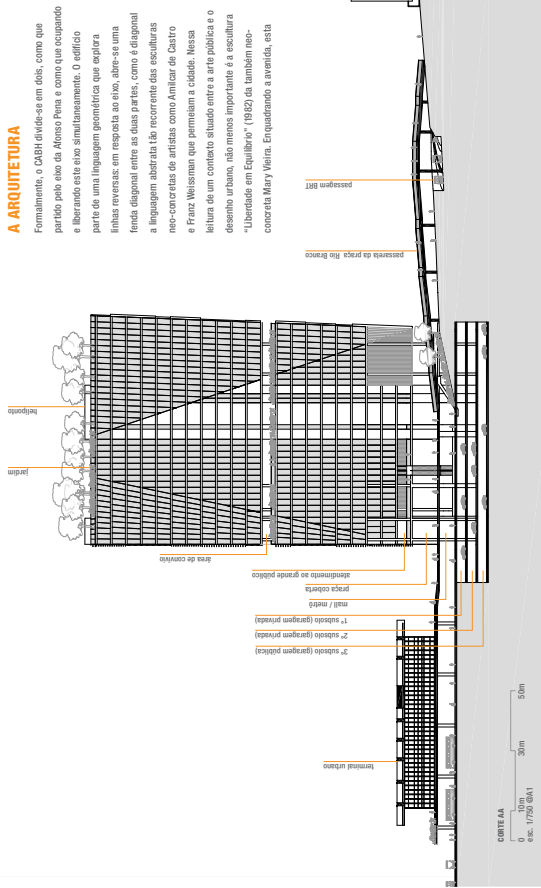 A ARQUITETURA
Formalmente, o CABH divide-se em dois, como que
partido pelo eixo da Afonso Pena e como que ocupando
e liberando este eixo simultaneamente. O edifício
parte de uma linguagem geométrica que explora
linhas reversas: em resposta ao eixo, abre-se uma
fenda diagonal entre as duas partes, como é diagonal
a linguagem abstrata tão recorrente das esculturas
neo-concretas de artistas como Amilcar de Castro
e Franz Weissman que permeiam a cidade. Nessa
leitura de um contexto situado entre a arte pública e o
desenho urbano, não menos importante é a escultura
“Liberdade em Equilíbrio” (1982) da também neo-
concreta Mary Vieira. Enquadrando a avenida, esta
heliponto
jardim
passagem BRT
passarela da praça Rio Branco
área de convívio
atendimento ao grande público
praça coberta
mall / metrô
1º subsolo (garagem privada)
2º subsolo (garagem privada)
3º subsolo (garagem pública)
terminal urbano
CORTE AA
0 10m 30m 50m
esc. 1/750 @A1